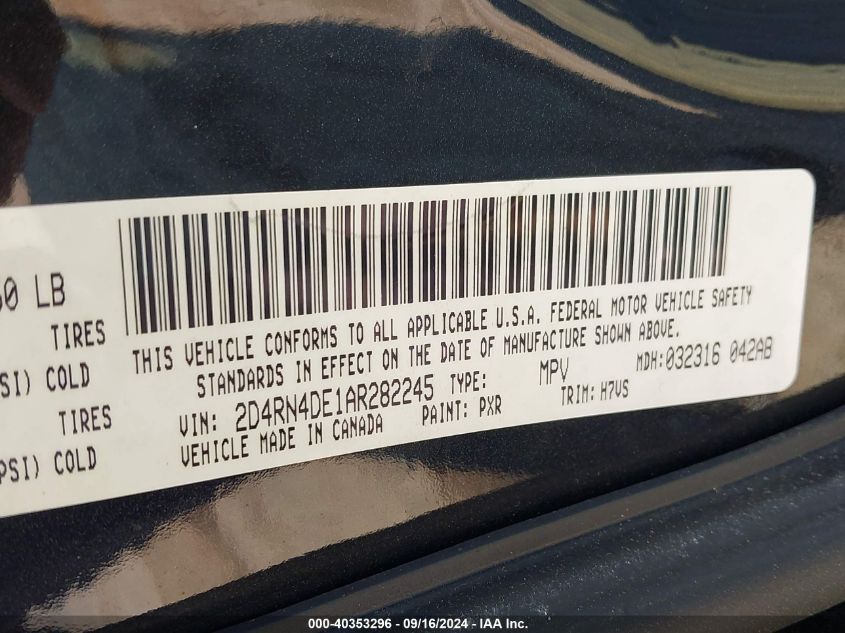 60 LB
TIRES
SI) COLD
TIRES
PSI) COLD
THIS VEHICLE CONFORMS TO ALL APPLICABLE U.S.A. FEDERAL MOTOR VEHICLE SAFETY
STANDARDS IN EFFECT ON THE DATE OF MANUFACTURE SHOWN ABOVE.
VIN: 2D4RN4DE1AR282245 TYPE: MPV MDH:032316 042AB
VEHICLE MADE IN CANADA PAINT: PXR TRIM: H7VS
000-40353296 - 09/16/2024 - IAA Inc.